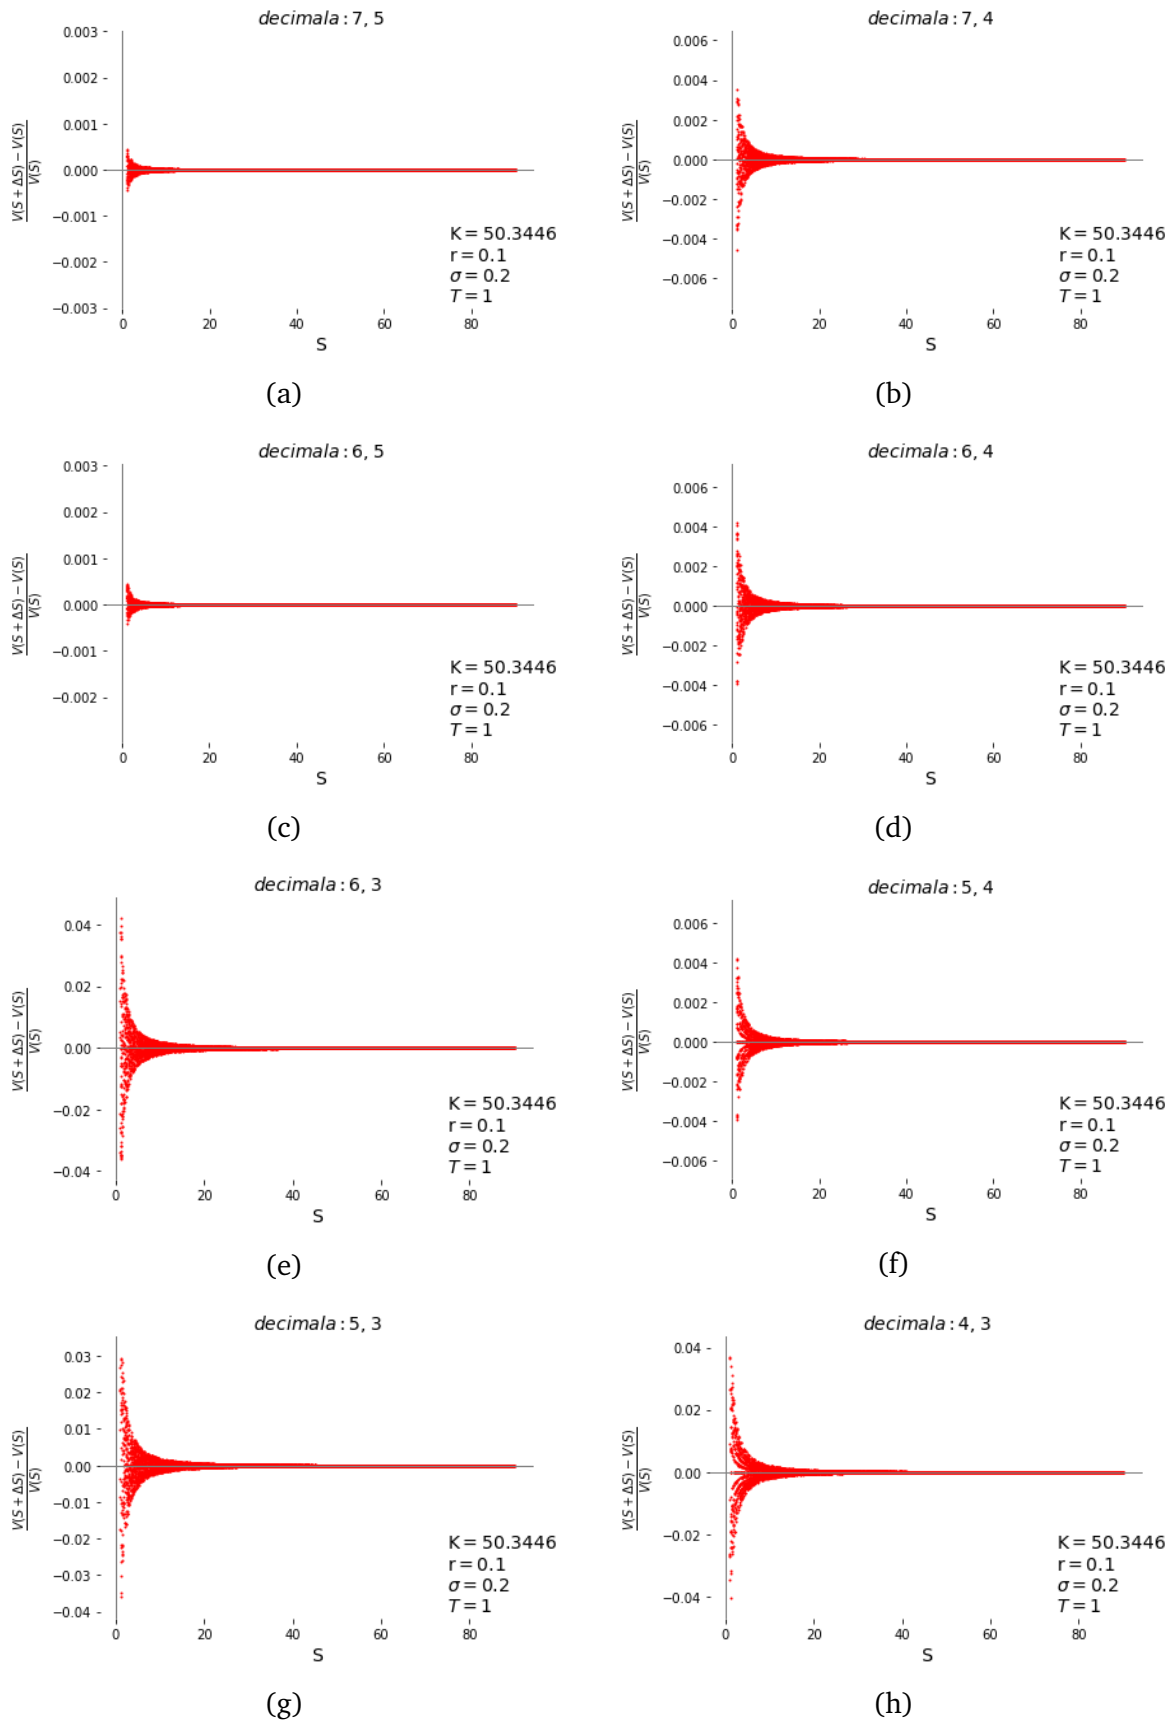 decimala : 7, 5
0.003
0.002
0.001
0.000
−0.001
−0.002
−0.003
V(S + ΔS) − V(S)
V(S)
K = 50.3446
r = 0.1
σ = 0.2
T = 1
0 20 40 60 80
S
(a)
decimala : 7, 4
0.006
0.004
0.002
0.000
−0.002
−0.004
−0.006
V(S + ΔS) − V(S)
V(S)
K = 50.3446
r = 0.1
σ = 0.2
T = 1
0 20 40 60 80
S
(b)
decimala : 6, 5
0.003
0.002
0.001
0.000
−0.001
−0.002
V(S + ΔS) − V(S)
V(S)
K = 50.3446
r = 0.1
σ = 0.2
T = 1
0 20 40 60 80
S
(c)
decimala : 6, 4
0.006
0.004
0.002
0.000
−0.002
−0.004
−0.006
V(S + ΔS) − V(S)
V(S)
K = 50.3446
r = 0.1
σ = 0.2
T = 1
0 20 40 60 80
S
(d)
decimala : 6, 3
0.04
0.02
0.00
−0.02
−0.04
V(S + ΔS) − V(S)
V(S)
K = 50.3446
r = 0.1
σ = 0.2
T = 1
0 20 40 60 80
S
(e)
decimala : 5, 4
0.006
0.004
0.002
0.000
−0.002
−0.004
−0.006
V(S + ΔS) − V(S)
V(S)
K = 50.3446
r = 0.1
σ = 0.2
T = 1
0 20 40 60 80
S
(f)
decimala : 5, 3
0.03
0.02
0.01
0.00
−0.01
−0.02
−0.03
−0.04
V(S + ΔS) − V(S)
V(S)
K = 50.3446
r = 0.1
σ = 0.2
T = 1
0 20 40 60 80
S
(g)
decimala : 4, 3
0.04
0.02
0.00
−0.02
−0.04
V(S + ΔS) − V(S)
V(S)
K = 50.3446
r = 0.1
σ = 0.2
T = 1
0 20 40 60 80
S
(h)